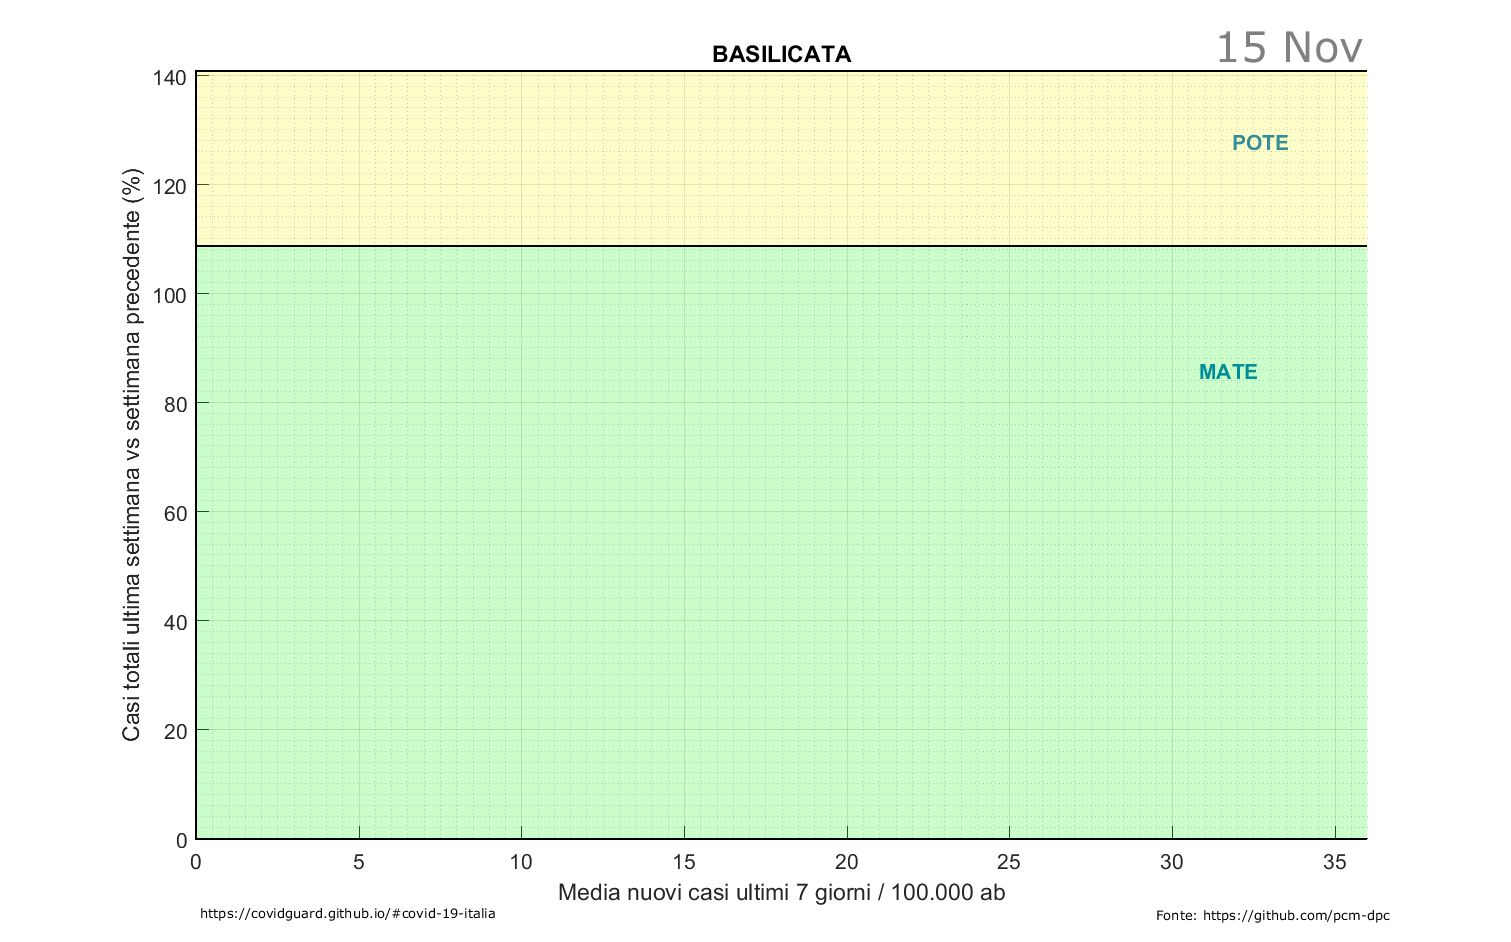 BASILICATA
15 Nov
140
120
100
80
60
40
20
0
Casi totali ultima settimana vs settimana precedente (%)
POTE
MATE
0 5 10 15 20 25 30 35
Media nuovi casi ultimi 7 giorni / 100.000 ab
https://covidguard.github.io/#covid-19-italia
Fonte: https://github.com/pcm-dpc